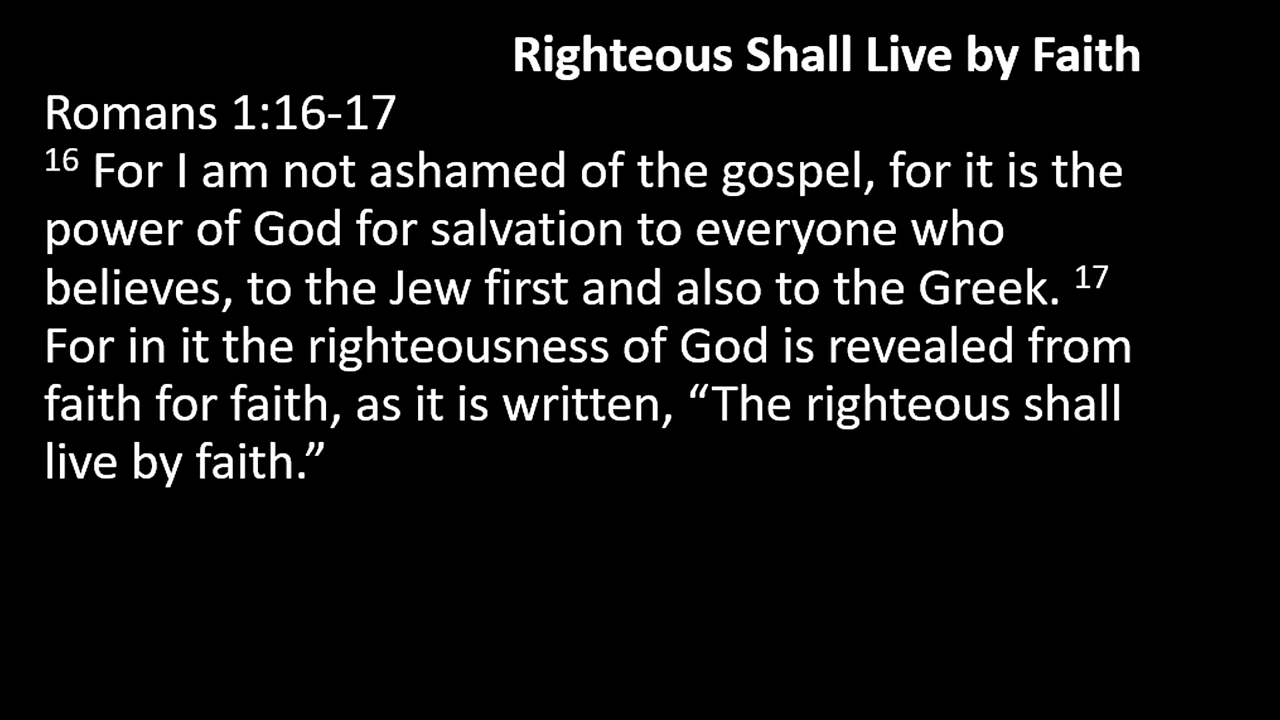 Righteous Shall Live by Faith
Romans 1:16-17
16 For I am not ashamed of the gospel, for it is the
power of God for salvation to everyone who
believes, to the Jew first and also to the Greek. 17
For in it the righteousness of God is revealed from
faith for faith, as it is written, “The righteous shall
live by faith.”